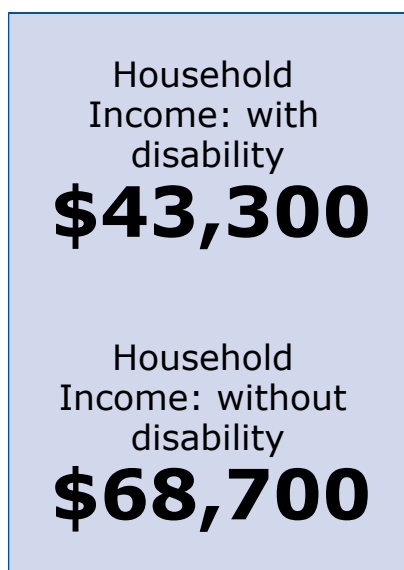 Household
Income: with
disability
$43,300
Household
Income: without
disability
$68,700